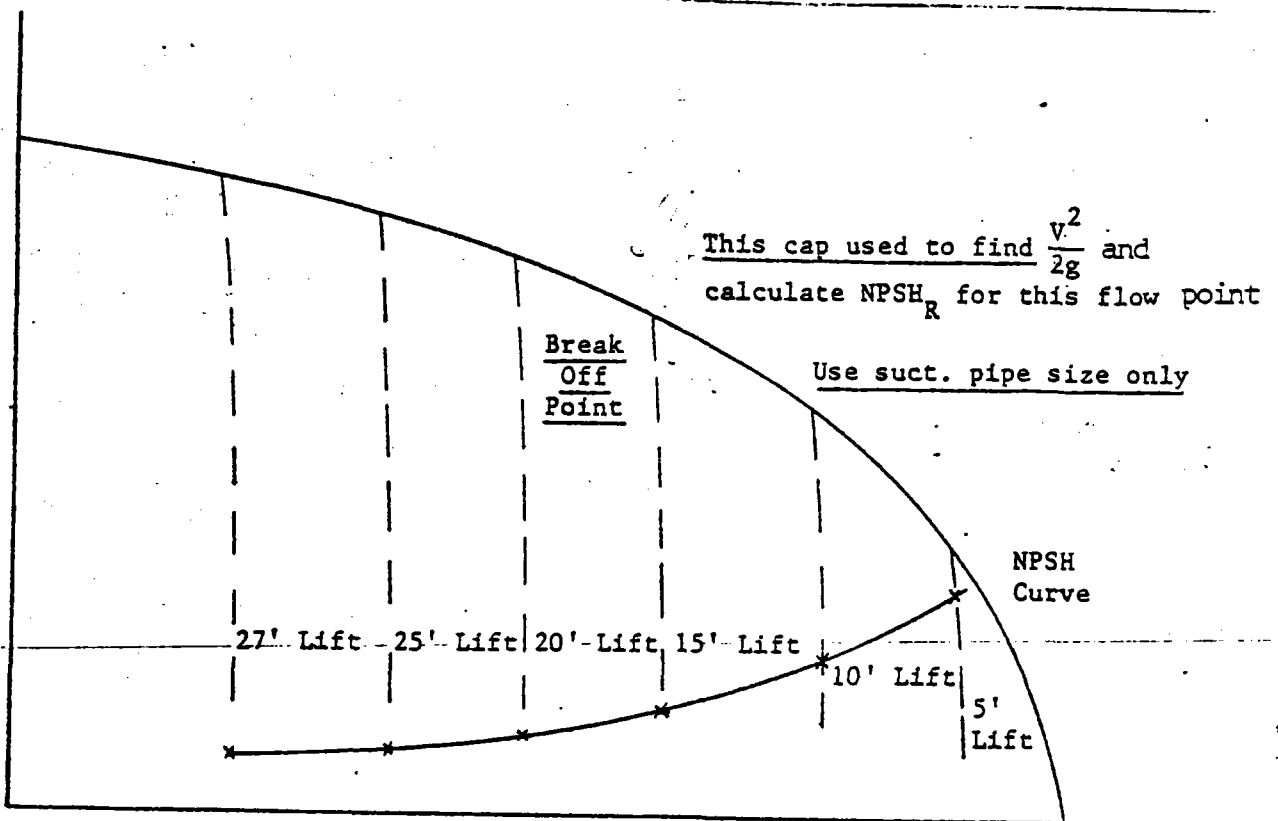 This cap used to find V²/2g and
calculate NPSH_R for this flow point
Break
Off
Point
Use suct. pipe size only
NPSH
Curve
27' Lift 25' Lift 20' Lift 15' Lift
10' Lift
5'
Lift